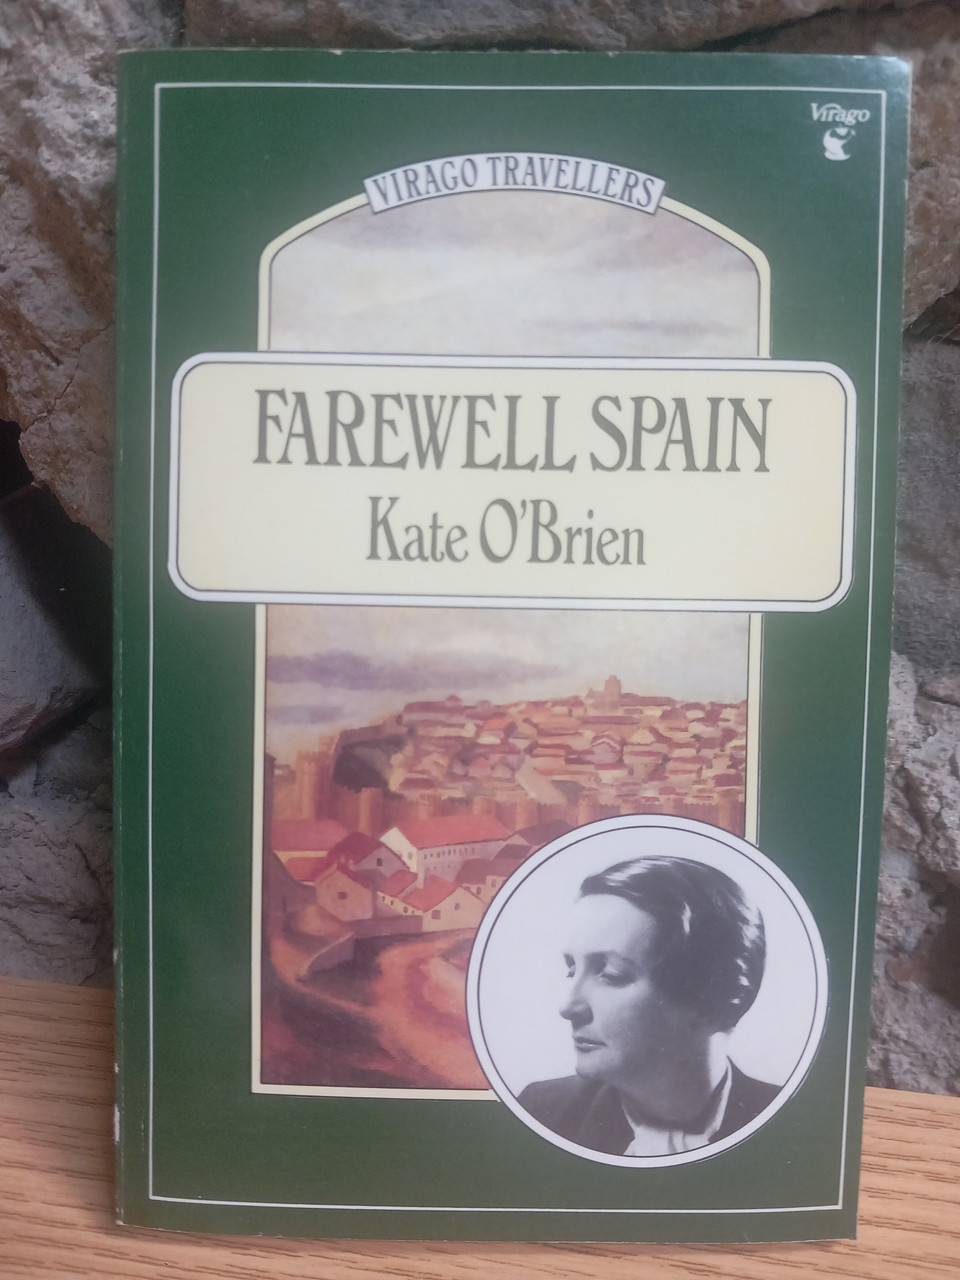 Virago
VIRAGO TRAVELLERS
FAREWELL SPAIN
Kate O'Brien